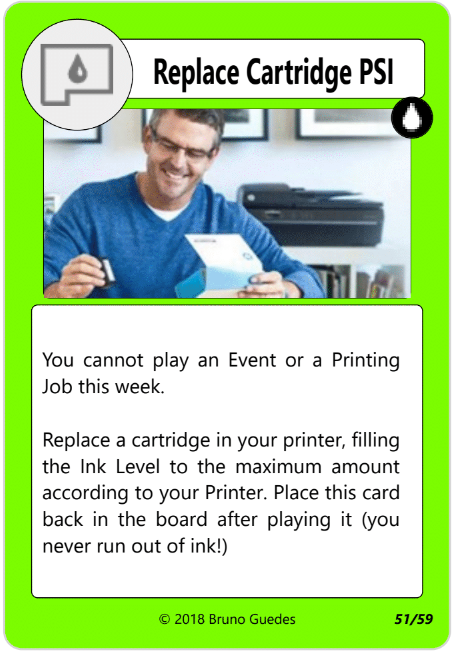 Replace Cartridge PSI
You cannot play an Event or a Printing
Job this week.
Replace a cartridge in your printer, filling
the Ink Level to the maximum amount
according to your Printer. Place this card
back in the board after playing it (you
never run out of ink!)
© 2018 Bruno Guedes
51/59